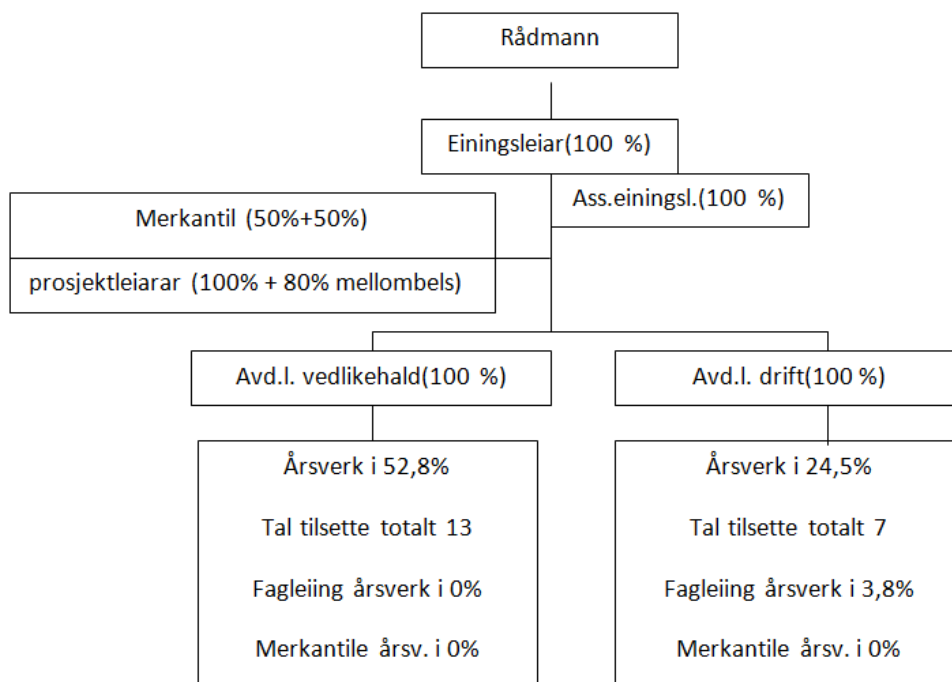 Rådmann
Einingsleiar(100 %)
Ass.einingsl.(100 %)
Merkantil (50%+50%)
prosjektleiarar (100% + 80% mellombels)
Avd.l. vedlikehald(100 %)
Avd.l. drift(100 %)
Årsverk i 52,8%
Tal tilsette totalt 13
Fagleiing årsverk i 0%
Merkantile årsv. i 0%
Årsverk i 24,5%
Tal tilsette totalt 7
Fagleiing årsverk i 3,8%
Merkantile årsv. i 0%